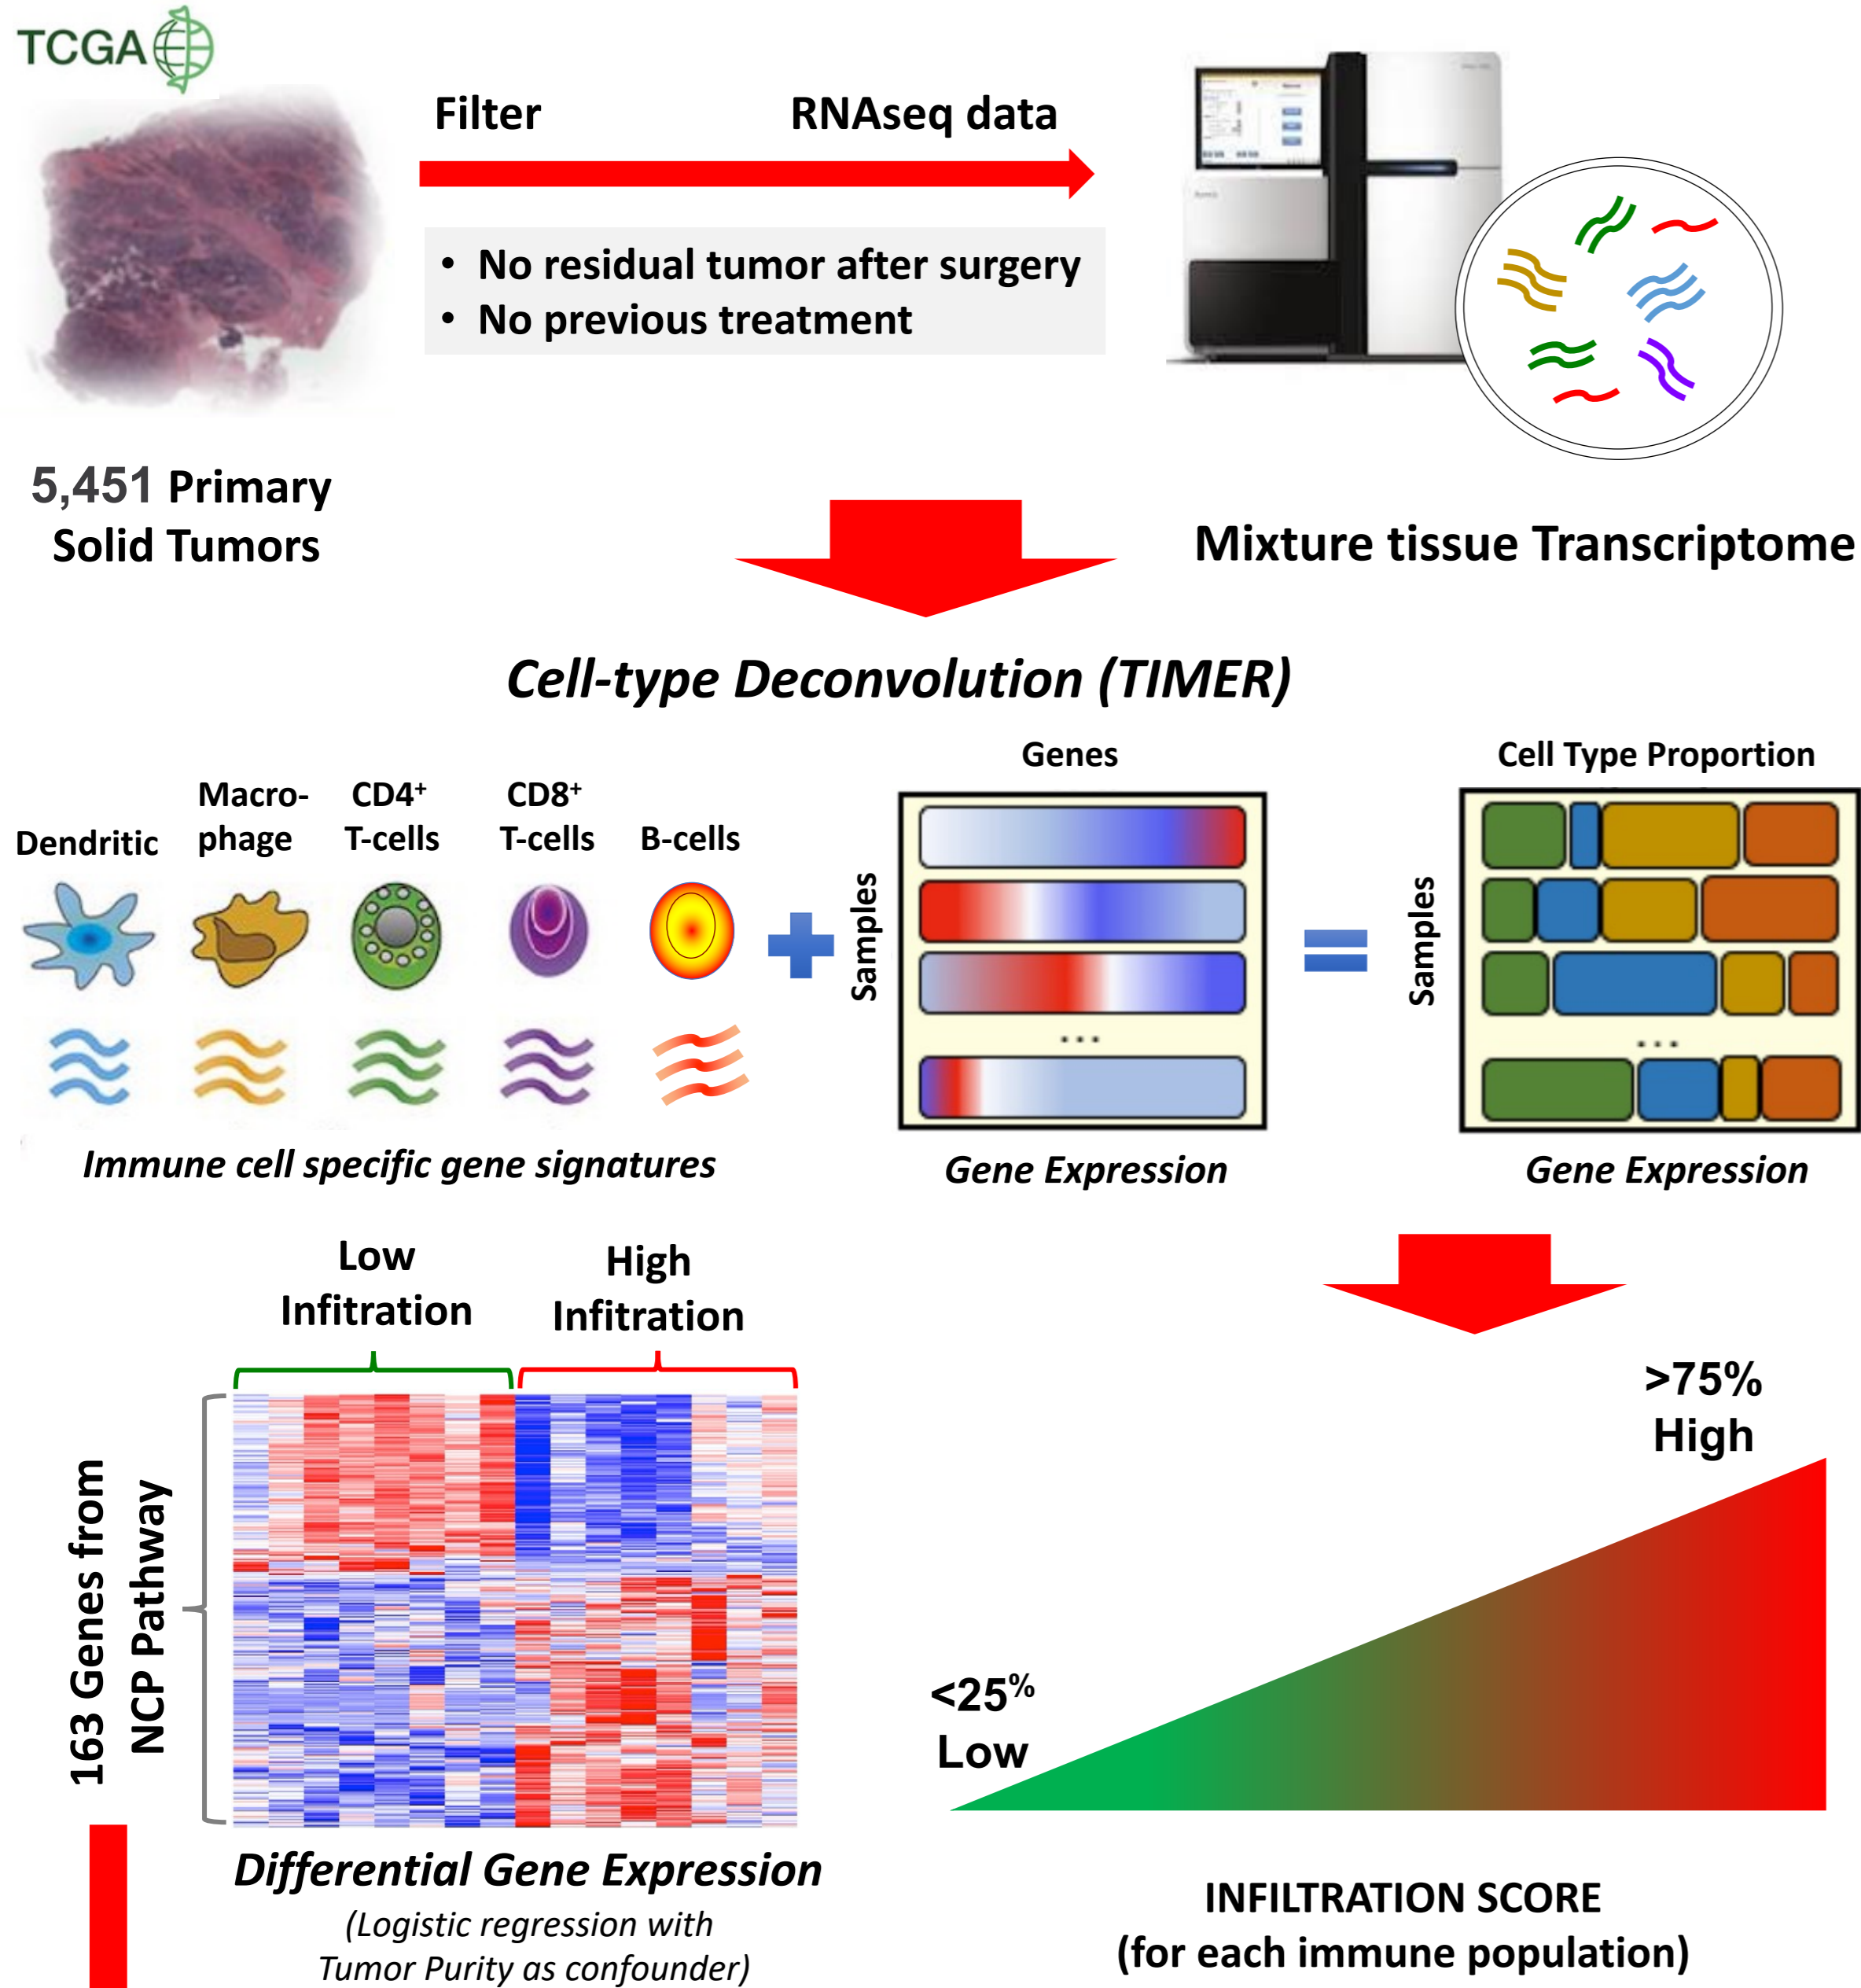 TCGA
Filter
RNAseq data
• No residual tumor after surgery
• No previous treatment
5,451 Primary
Solid Tumors
Mixture tissue Transcriptome
Cell-type Deconvolution (TIMER)
Dendritic
Macro-
phage
CD4+
T-cells
CD8+
T-cells
B-cells
Immune cell specific gene signatures
Genes
Samples
...
Gene Expression
Cell Type Proportion
Samples
...
Gene Expression
Low
Infitration
High
Infitration
163 Genes from
NCP Pathway
Differential Gene Expression
(Logistic regression with
Tumor Purity as confounder)
>75%
High
<25%
Low
INFILTRATION SCORE
(for each immune population)